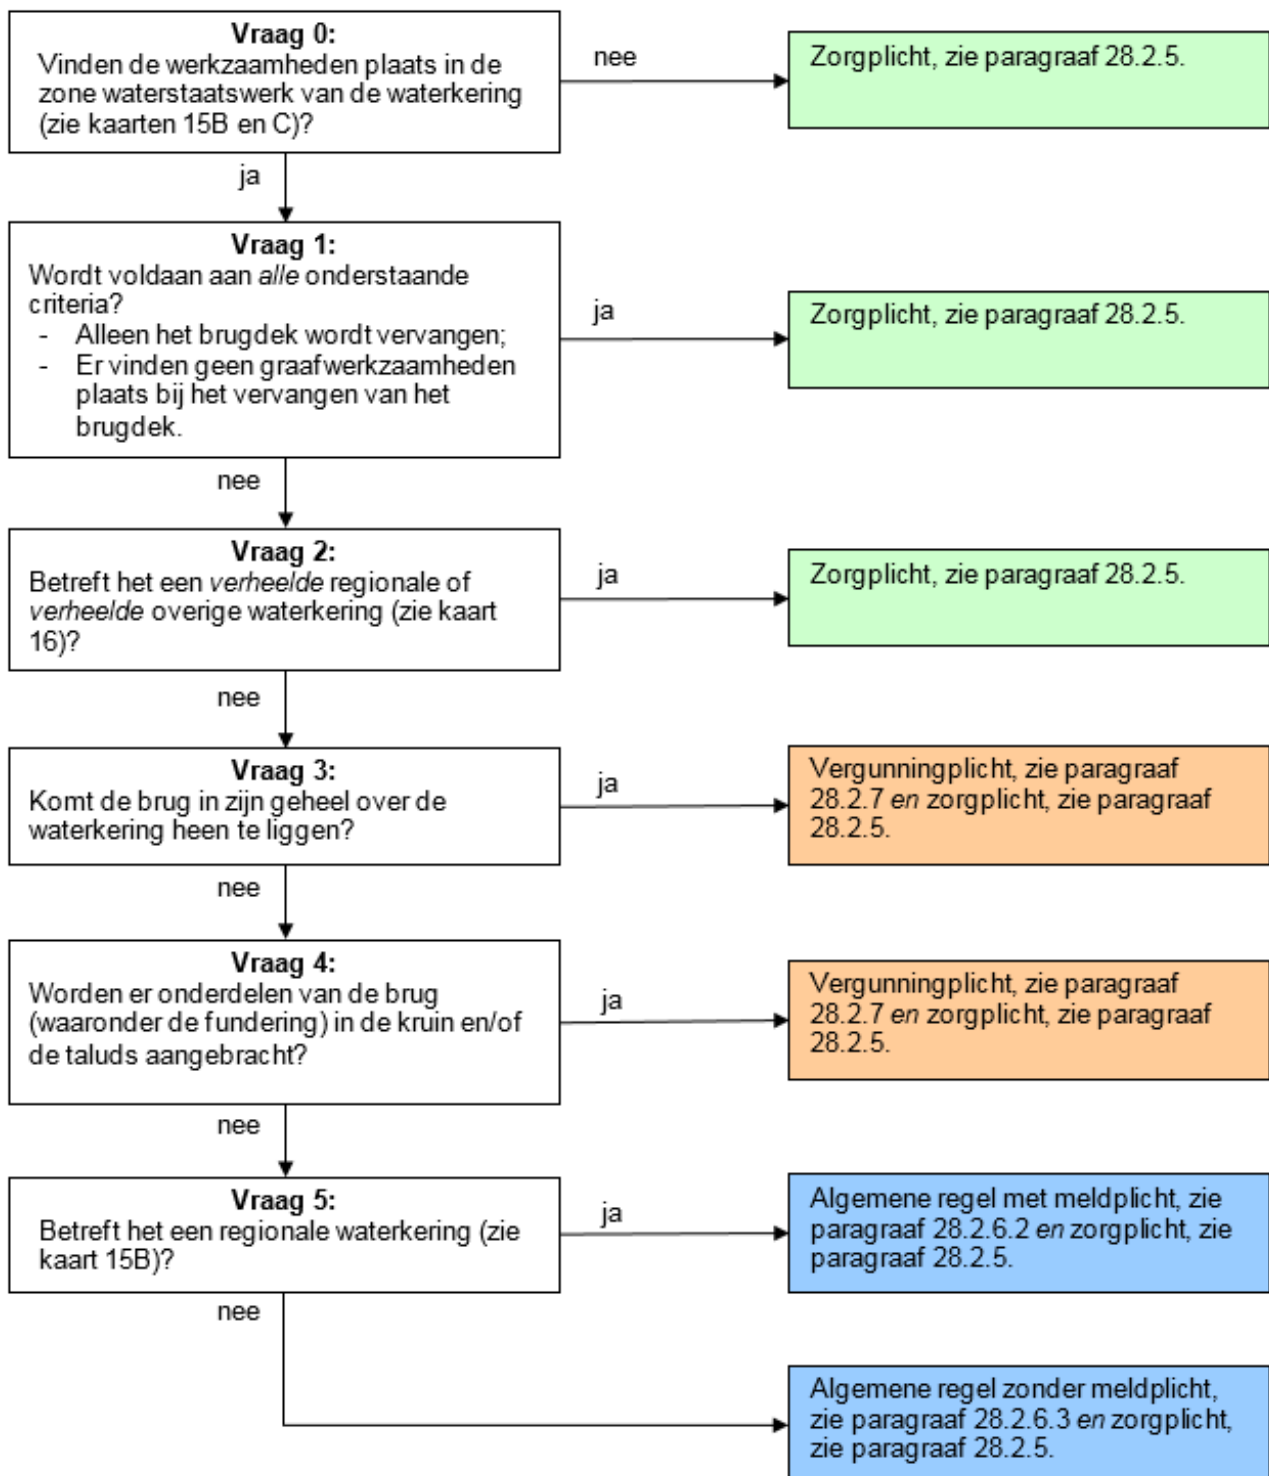 Vraag 0:
Vinden de werkzaamheden plaats in de
zone waterstaatswerk van de waterkering
(zie kaarten 15B en C)?
nee
Zorgplicht, zie paragraaf 28.2.5.
ja
Vraag 1:
Wordt voldaan aan alle onderstaande
criteria?
- Alleen het brugdek wordt vervangen;
- Er vinden geen graafwerkzaamheden
plaats bij het vervangen van het
brugdek.
ja
Zorgplicht, zie paragraaf 28.2.5.
nee
Vraag 2:
Betreft het een verheelde regionale of
verheelde overige waterkering (zie kaart
16)?
ja
Zorgplicht, zie paragraaf 28.2.5.
nee
Vraag 3:
Komt de brug in zijn geheel over de
waterkering heen te liggen?
ja
Vergunningplicht, zie paragraaf
28.2.7 en zorgplicht, zie paragraaf
28.2.5.
nee
Vraag 4:
Worden er onderdelen van de brug
(waaronder de fundering) in de kruin en/of
de taluds aangebracht?
ja
Vergunningplicht, zie paragraaf
28.2.7 en zorgplicht, zie paragraaf
28.2.5.
nee
Vraag 5:
Betreft het een regionale waterkering (zie
kaart 15B)?
ja
Algemene regel met meldplicht, zie
paragraaf 28.2.6.2 en zorgplicht, zie
paragraaf 28.2.5.
nee
Algemene regel zonder meldplicht,
zie paragraaf 28.2.6.3 en zorgplicht,
zie paragraaf 28.2.5.